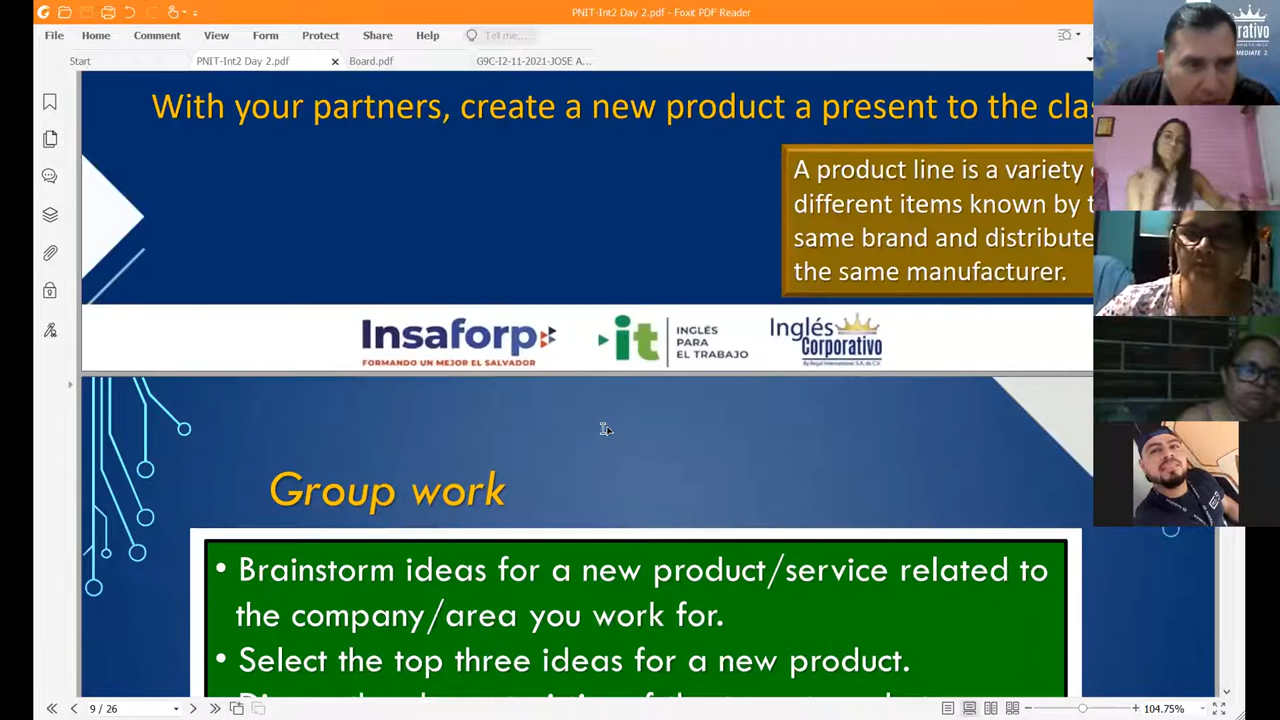 PNIT-Int2 Day 2.pdf - Foxit PDF Reader
File Home Comment View Form Protect Share Help Tell me...
Start PNIT-Int2 Day 2.pdf Board.pdf G9C-I2-11-2021-JOSE A...
With your partners, create a new product a present to the
A product line is a variety
different items known by
same brand and
the same manufacturer.
Insaforp
FORMANDO UN MEJOR EL SALVADOR
it
INGLÉS
PARA
EL TRABAJO
Inglés
Corporativo
By Regal International, S.A. de C.V.
Group work
• Brainstorm ideas for a new product/service related to
the company/area you work for.
• Select the top three ideas for a new product.
9 / 26
104.75%